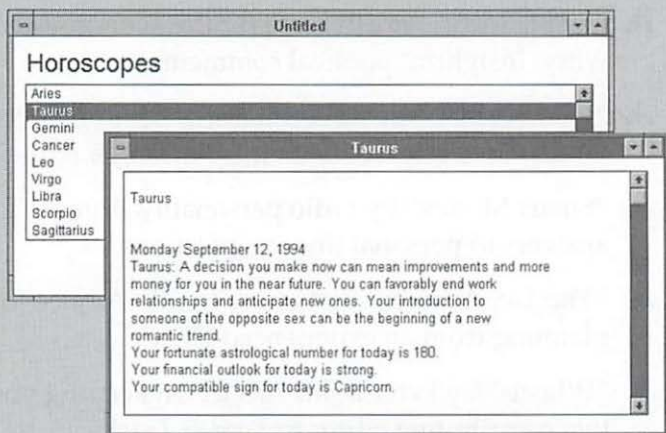 Untitled
Horoscopes
Aries
Taurus
Gemini
Cancer
Leo
Virgo
Libra
Scorpio
Sagittarius
Taurus
Taurus
Monday September 12, 1994
Taurus: A decision you make now can mean improvements and more
money for you in the near future. You can favorably end work
relationships and anticipate new ones. Your introduction to
someone of the opposite sex can be the beginning of a new
romantic trend.
Your fortunate astrological number for today is 180.
Your financial outlook for today is strong.
Your compatible sign for today is Capricorn.